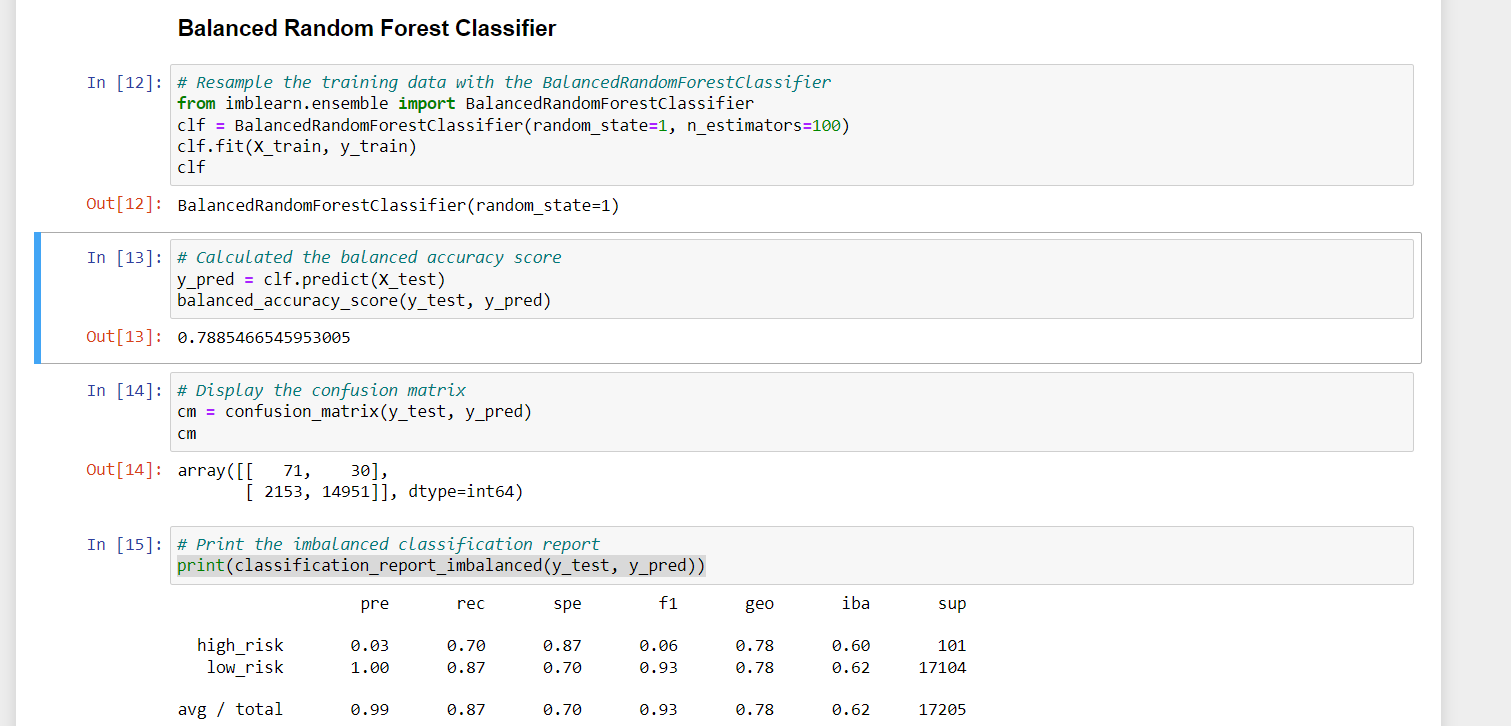 Balanced Random Forest Classifier
In [12]: # Resample the training data with the BalancedRandomForestClassifier
from imblearn.ensemble import BalancedRandomForestClassifier
clf = BalancedRandomForestClassifier(random_state=1, n_estimators=100)
clf.fit(X_train, y_train)
clf
Out[12]: BalancedRandomForestClassifier(random_state=1)
In [13]: # Calculated the balanced accuracy score
y_pred = clf.predict(X_test)
balanced_accuracy_score(y_test, y_pred)
Out[13]: 0.7885466545953005
In [14]: # Display the confusion matrix
cm = confusion_matrix(y_test, y_pred)
cm
Out[14]: array([[   71,    30],
       [ 2153, 14951]], dtype=int64)
In [15]: # Print the imbalanced classification report
print(classification_report_imbalanced(y_test, y_pred))
pre rec spe f1 geo iba sup
high_risk 0.03 0.70 0.87 0.06 0.78 0.60 101
low_risk 1.00 0.87 0.70 0.93 0.78 0.62 17104
avg / total 0.99 0.87 0.70 0.93 0.78 0.62 17205